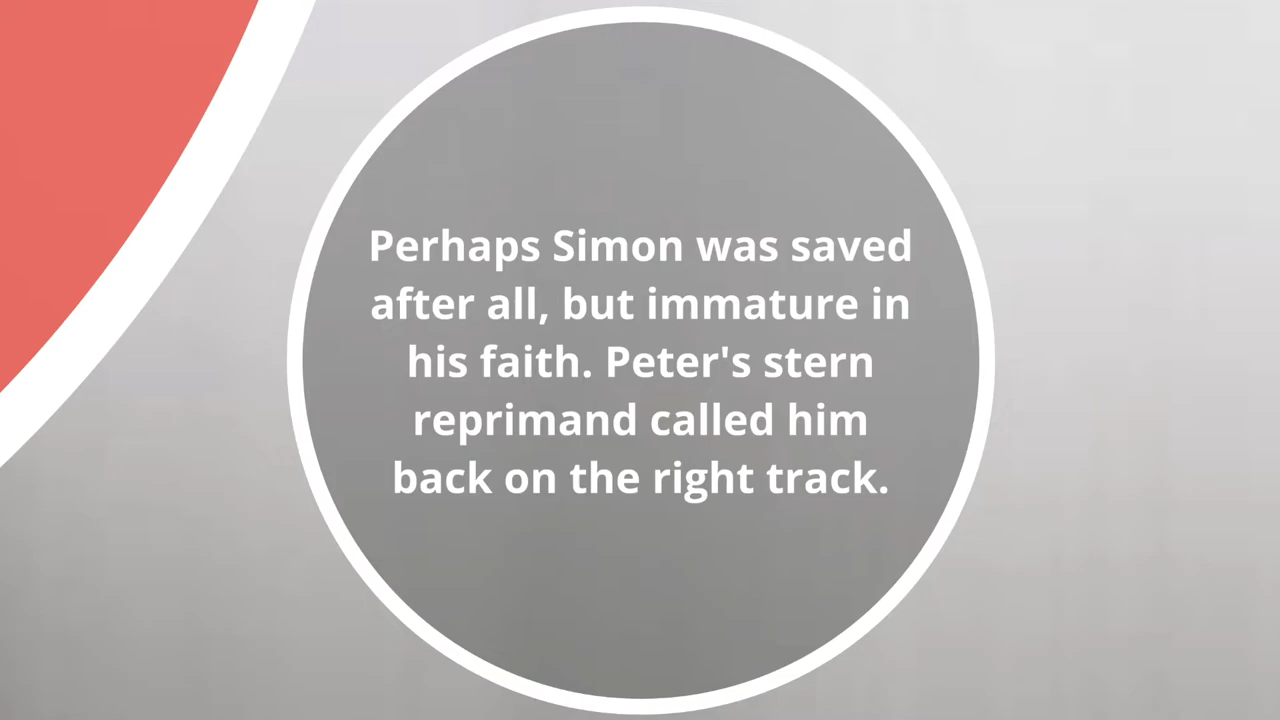 Perhaps Simon was saved
after all, but immature in
his faith. Peter's stern
reprimand called him
back on the right track.